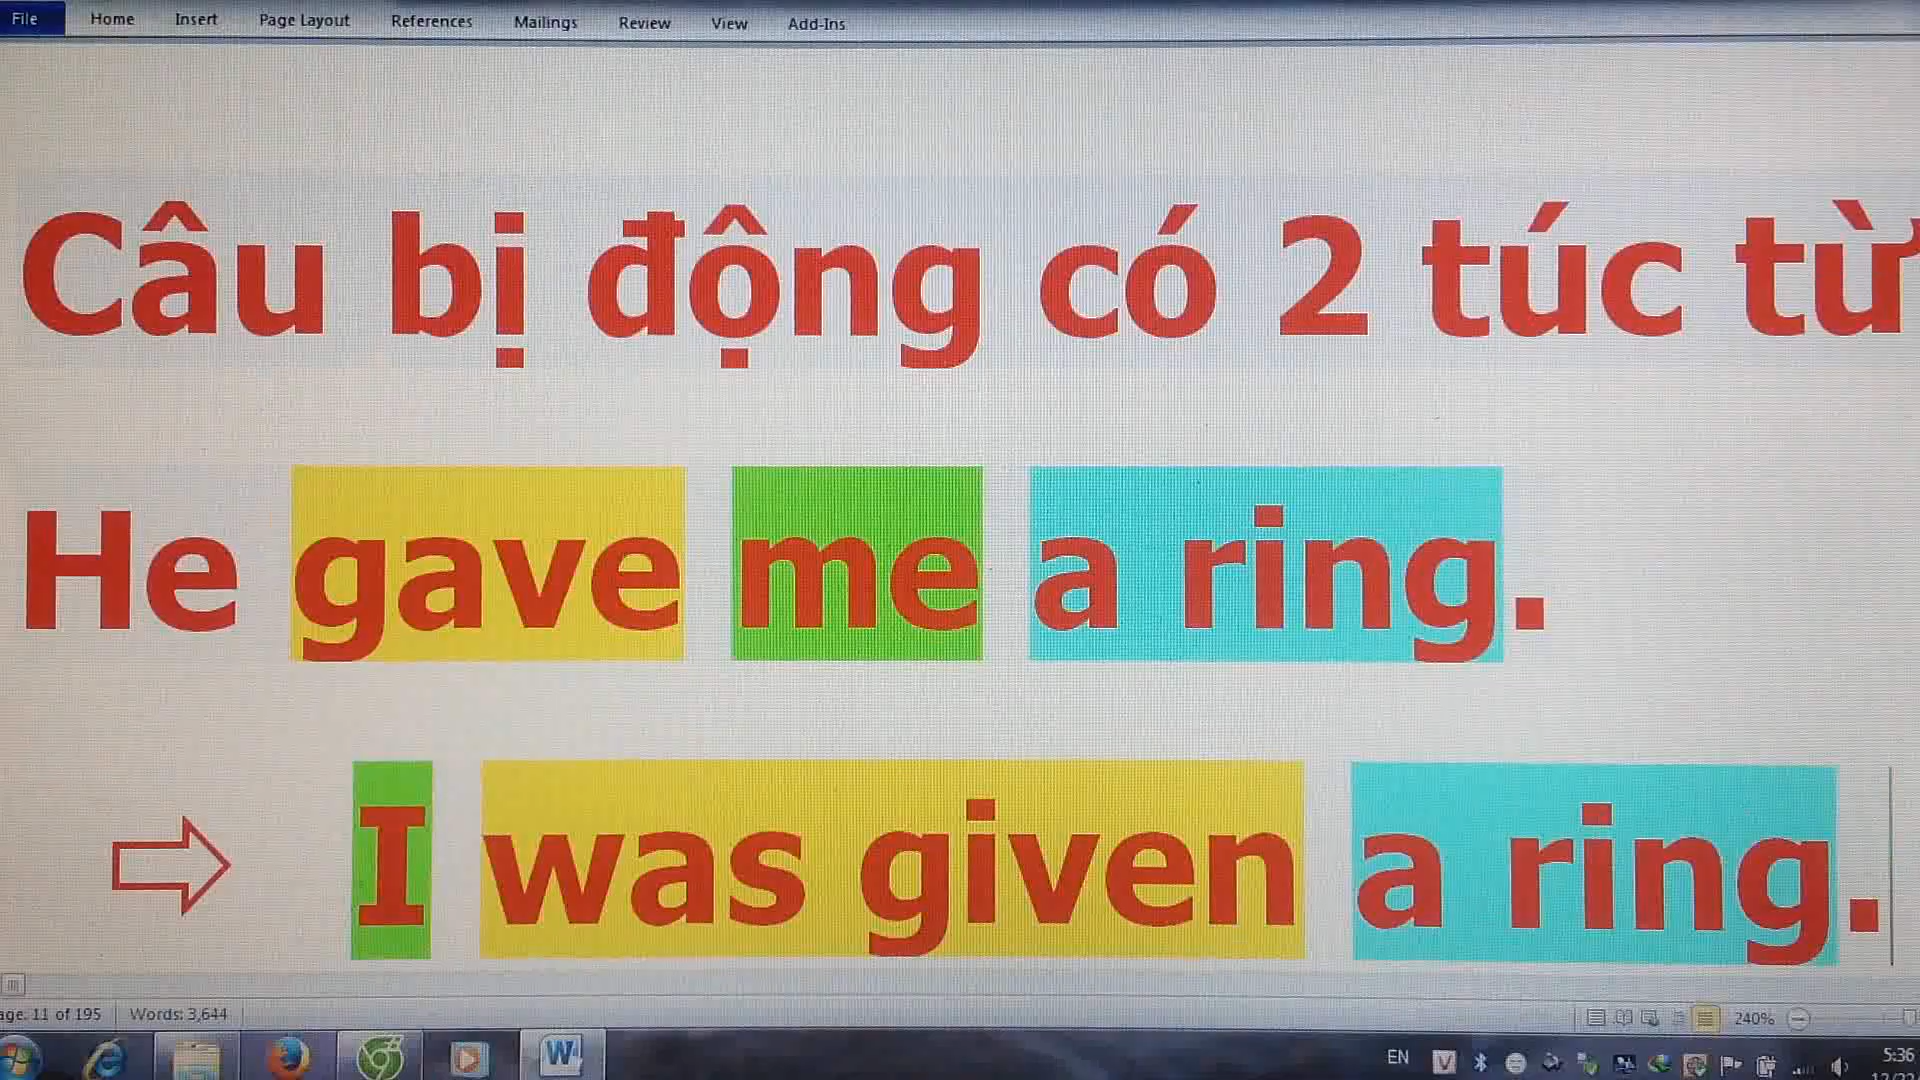 File Home Insert Page Layout References Mailings Review View Add-Ins
Câu bị động có 2 túc từ
He gave me a ring.
I was given a ring.
age: 11 of 195 Words: 3,644 240%
EN 5:36